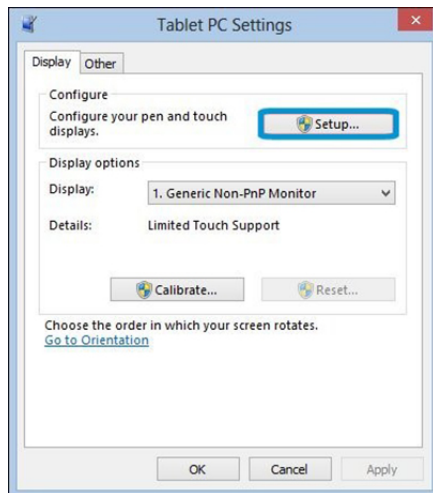 Tablet PC Settings
Display Other
Configure
Configure your pen and touch
displays.
Setup...
Display options
Display: 1. Generic Non-PnP Monitor
Details: Limited Touch Support
Calibrate... Reset...
Choose the order in which your screen rotates.
Go to Orientation
OK Cancel Apply